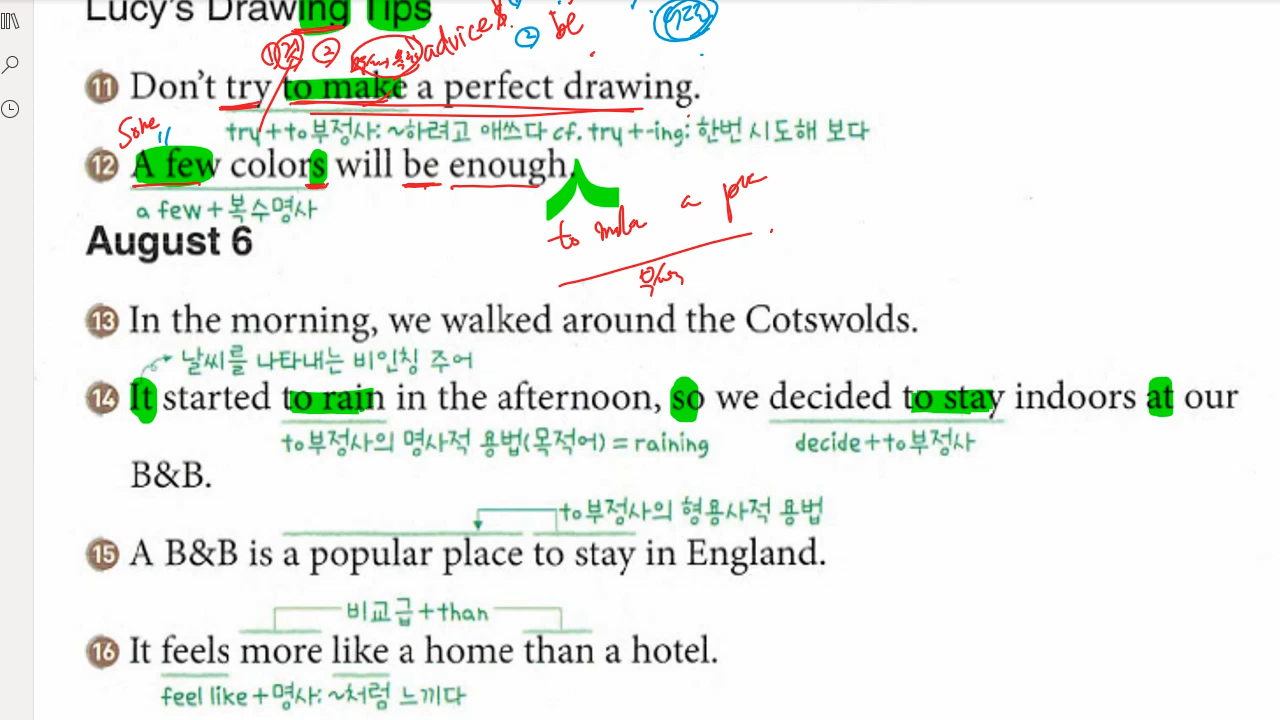 Lucy's Drawing Tips
② advice ② be
⑪ Don't try to make a perfect drawing.
Some
try+to부정사: ~하려고 애쓰다 cf. try+-ing: 한번 시도해 보다
⑫ A few colors will be enough.
to make a
a few+복수명사
August 6
⑬ In the morning, we walked around the Cotswolds.
날씨를 나타내는 비인칭 주어
⑭ It started to rain in the afternoon, so we decided to stay indoors at our
to부정사의 명사적 용법(목적어)=raining
decide+to부정사
B&B.
to부정사의 형용사적 용법
⑮ A B&B is a popular place to stay in England.
비교급+than
⑯ It feels more like a home than a hotel.
feel like+명사: ~처럼 느끼다